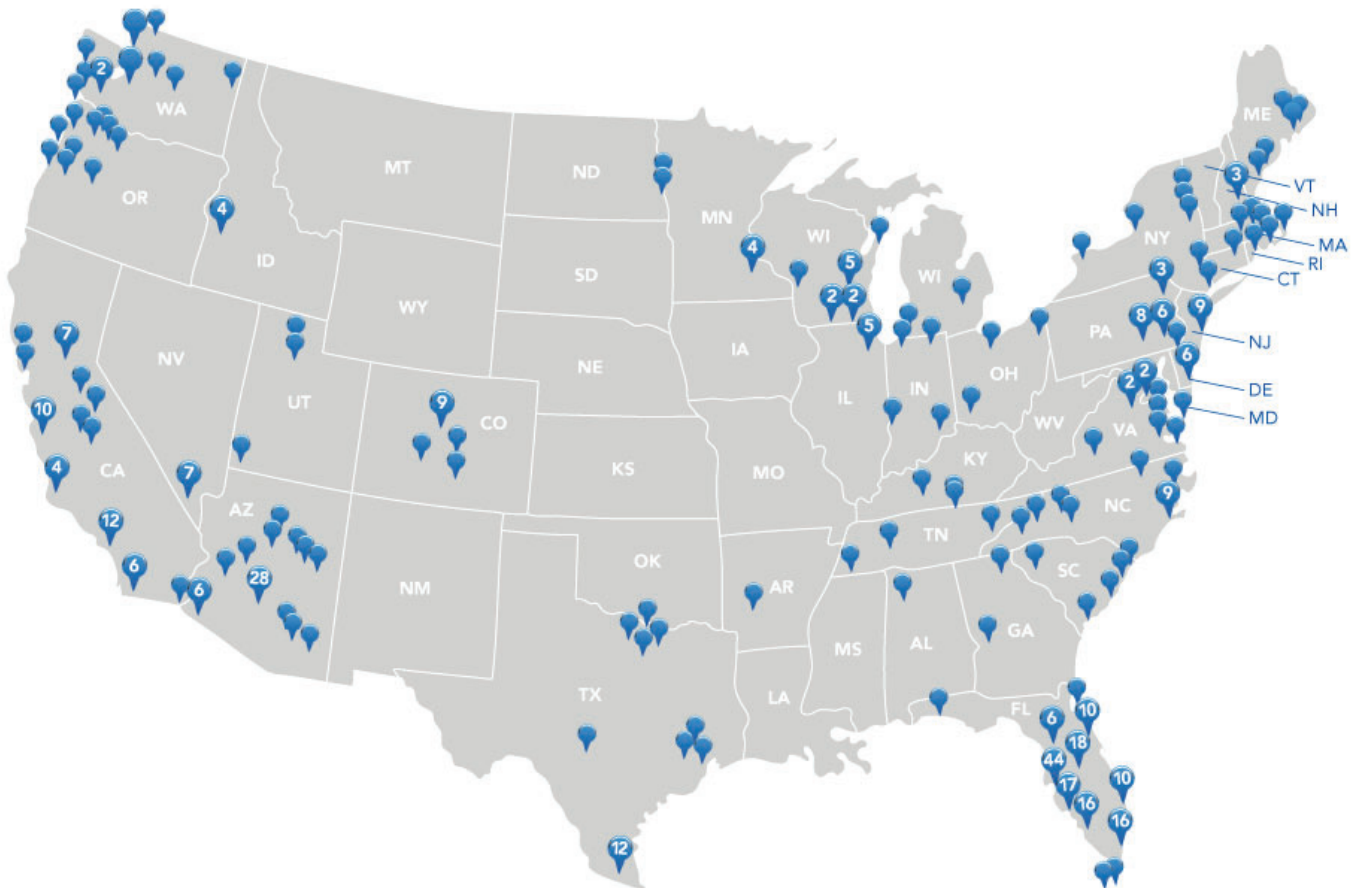 2
WA
ME
MT
ND
3
VT
OR
4
MN
NH
NY
MA
ID
SD
4
WI
5
WI
RI
3
CT
WY
2
2
7
5
IA
PA
8
6
9
NJ
NV
NE
OH
6
DE
10
UT
9
CO
IL
IN
2
2
MD
WV
VA
4
CA
7
KS
MO
KY
12
AZ
NC
9
6
6
28
NM
OK
TN
AR
SC
MS
AL
GA
TX
LA
FL
6
10
18
44
17
10
16
16
12